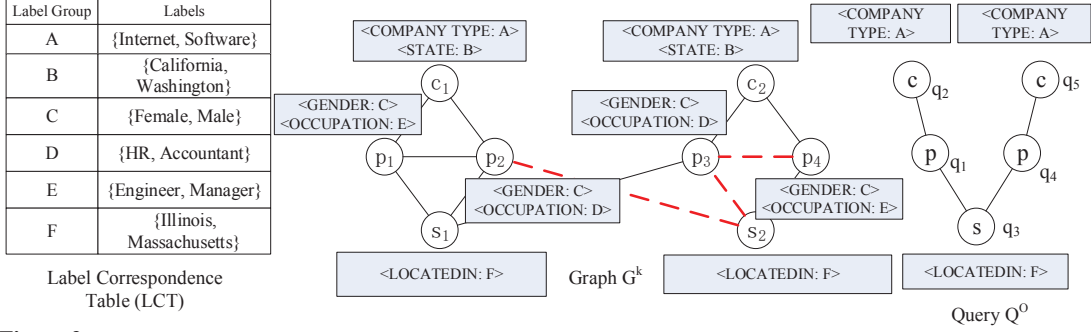 Label Group Labels
A {Internet, Software}
B {California,
Washington}
C {Female, Male}
D {HR, Accountant}
E {Engineer, Manager}
F {Illinois,
Massachusetts}
Label Correspondence
Table (LCT)
<COMPANY TYPE: A>
<STATE: B>
c1
<GENDER: C>
<OCCUPATION: E>
p1
p2
<GENDER: C>
<OCCUPATION: D>
s1
<LOCATEDIN: F>
<COMPANY TYPE: A>
<STATE: B>
c2
<GENDER: C>
<OCCUPATION: D>
p3
p4
<GENDER: C>
<OCCUPATION: E>
s2
<LOCATEDIN: F>
Graph Gk
<COMPANY
TYPE: A>
<COMPANY
TYPE: A>
c q2
c q5
p q1
p q4
s q3
<LOCATEDIN: F>
Query QO